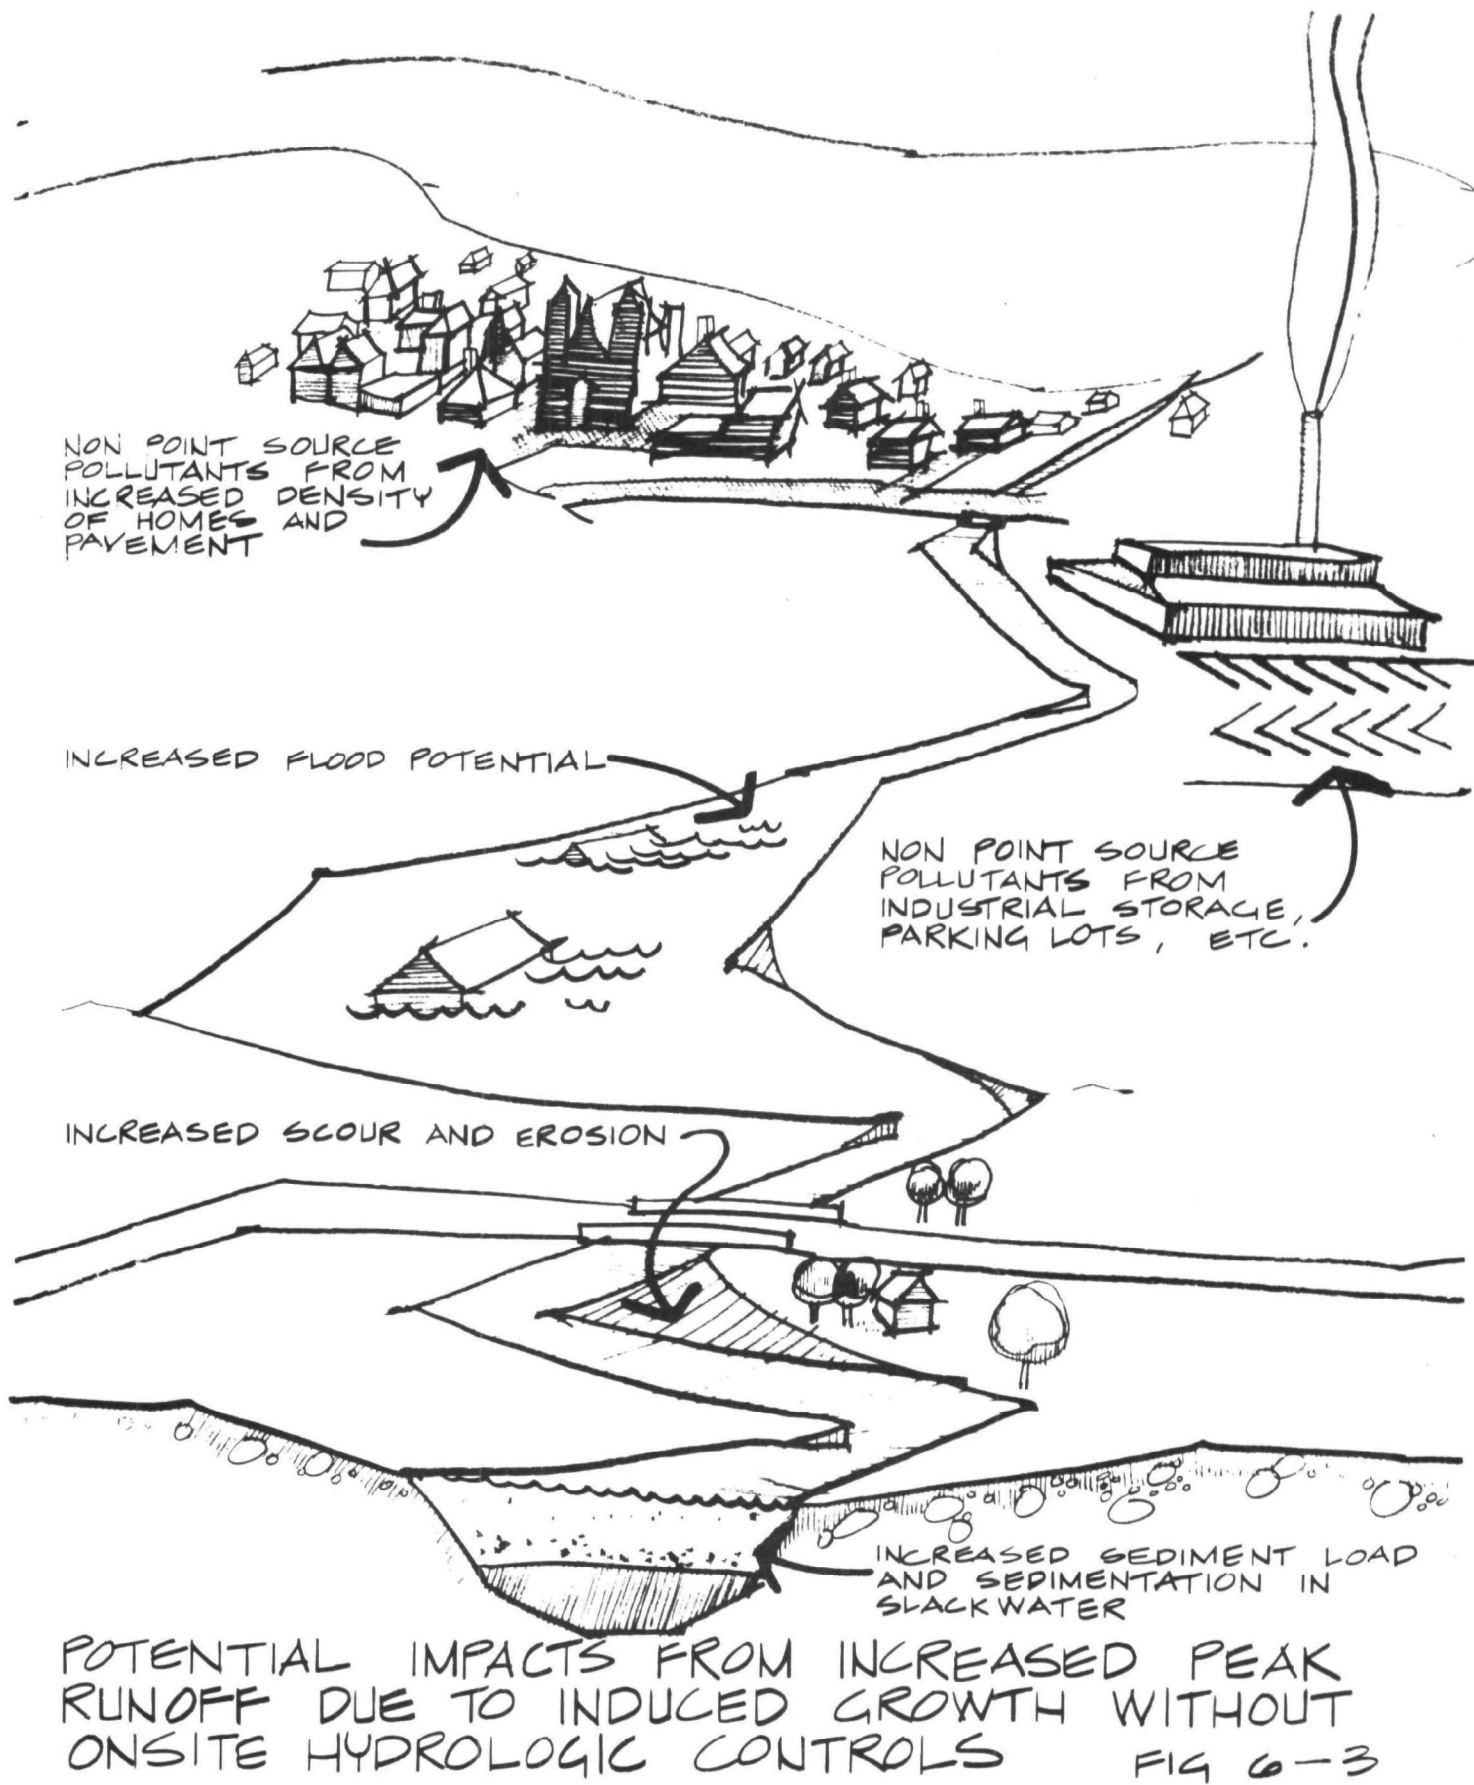 NON POINT SOURCE
POLLUTANTS FROM
INCREASED DENSITY
OF HOMES AND
PAVEMENT
INCREASED FLOOD POTENTIAL
NON POINT SOURCE
POLLUTANTS FROM
INDUSTRIAL STORAGE,
PARKING LOTS, ETC.
INCREASED SCOUR AND EROSION
INCREASED SEDIMENT LOAD
AND SEDIMENTATION IN
SLACKWATER
POTENTIAL IMPACTS FROM INCREASED PEAK
RUNOFF DUE TO INDUCED GROWTH WITHOUT
ONSITE HYDROLOGIC CONTROLS FIG 6-3